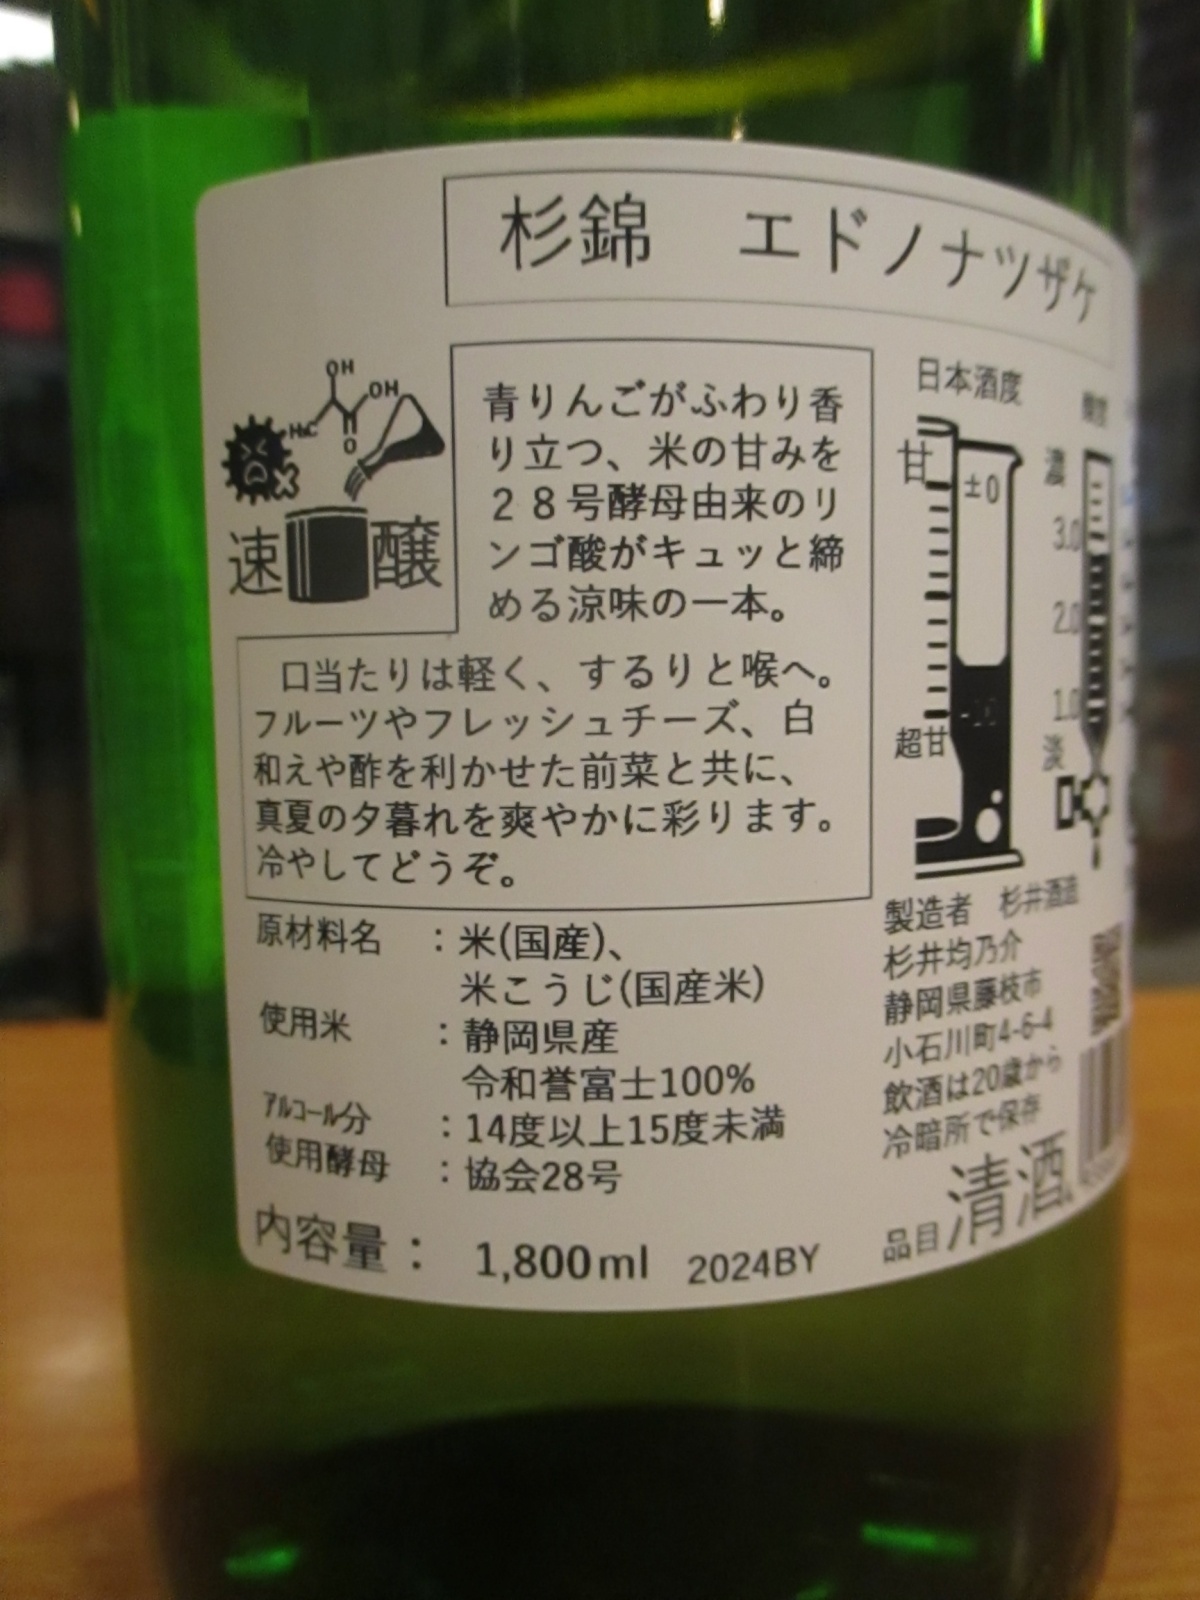 杉錦 エドノナツザケ
OH
OH
H₃C
O
速醸
青りんごがふわり香
り立つ、米の甘みを
28号酵母由来のリ
ンゴ酸がキュッと締
める涼味の一本。
口当たりは軽く、するりと喉へ。
フルーツやフレッシュチーズ、白
和えや酢を利かせた前菜と共に、
真夏の夕暮れを爽やかに彩ります。
冷やしてどうぞ。
原材料名 : 米(国産)、
米こうじ(国産米)
使用米 : 静岡県産
令和誉富士100%
アルコール分 : 14度以上15度未満
使用酵母 : 協会28号
内容量: 1,800ml 2024BY
日本酒度
甘
±0
超甘
濃
3.0
2.0
1.0
淡
製造者 杉井酒造
杉井均乃介
静岡県藤枝市
小石川町4-6-4
飲酒は20歳から
冷暗所で保存
品目 清酒